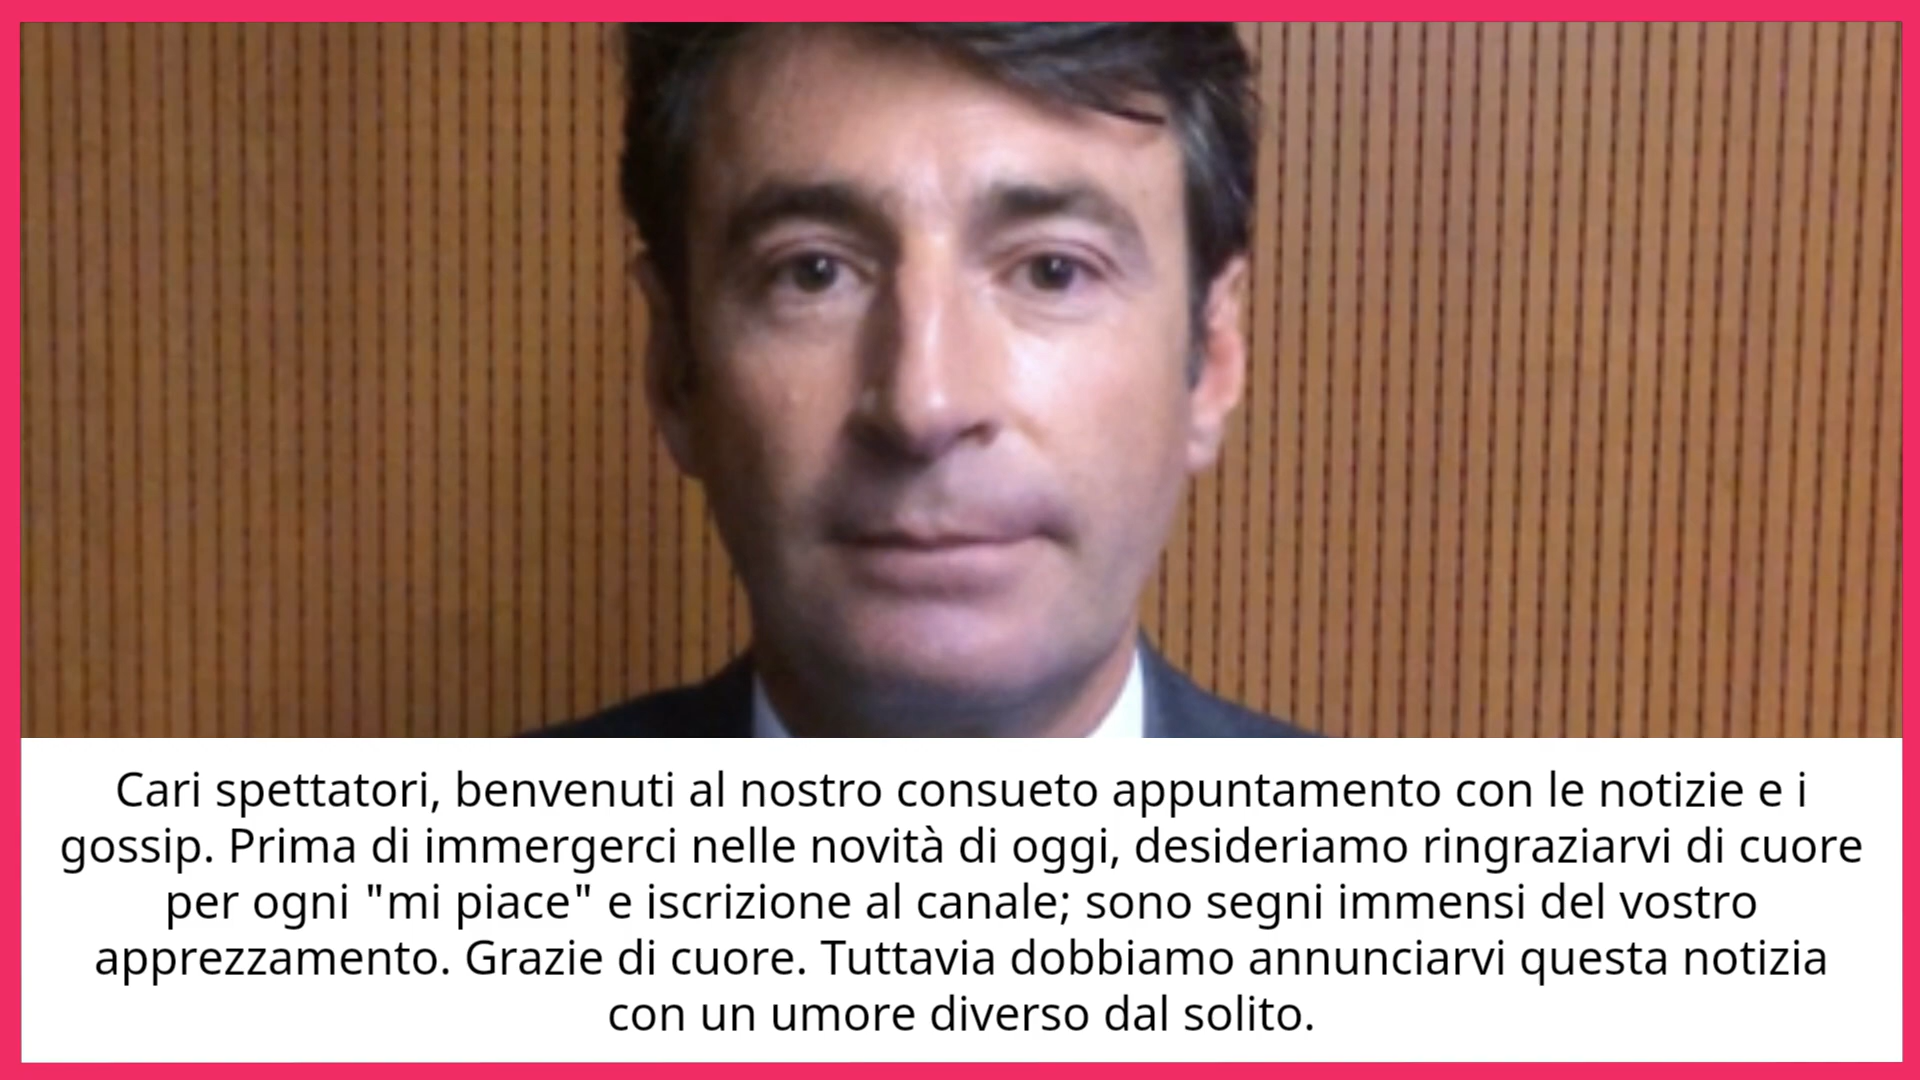 Cari spettatori, benvenuti al nostro consueto appuntamento con le notizie e i
gossip. Prima di immergerci nelle novità di oggi, desideriamo ringraziarvi di cuore
per ogni "mi piace" e iscrizione al canale; sono segni immensi del vostro
apprezzamento. Grazie di cuore. Tuttavia dobbiamo annunciarvi questa notizia
con un umore diverso dal solito.